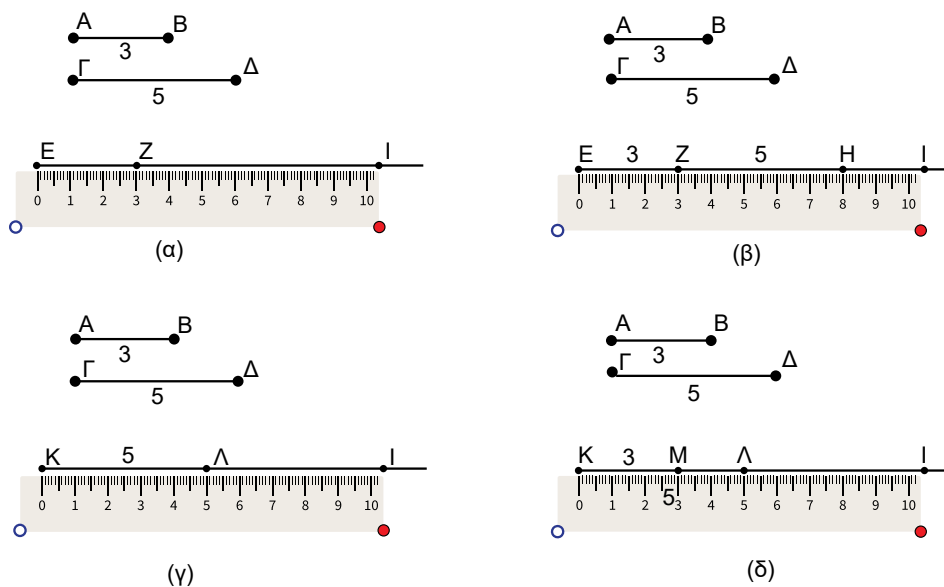 Α Β
3
Γ Δ
5
Ε Ζ Ι
0 1 2 3 4 5 6 7 8 9 10
(α)
Α Β
3
Γ Δ
5
Ε 3 Ζ 5 Η Ι
0 1 2 3 4 5 6 7 8 9 10
(β)
Α Β
3
Γ Δ
5
Κ 5 Λ Ι
0 1 2 3 4 5 6 7 8 9 10
(γ)
Α Β
3
Γ Δ
5
Κ 3 Μ Λ Ι
5
0 1 2 3 4 5 6 7 8 9 10
(δ)